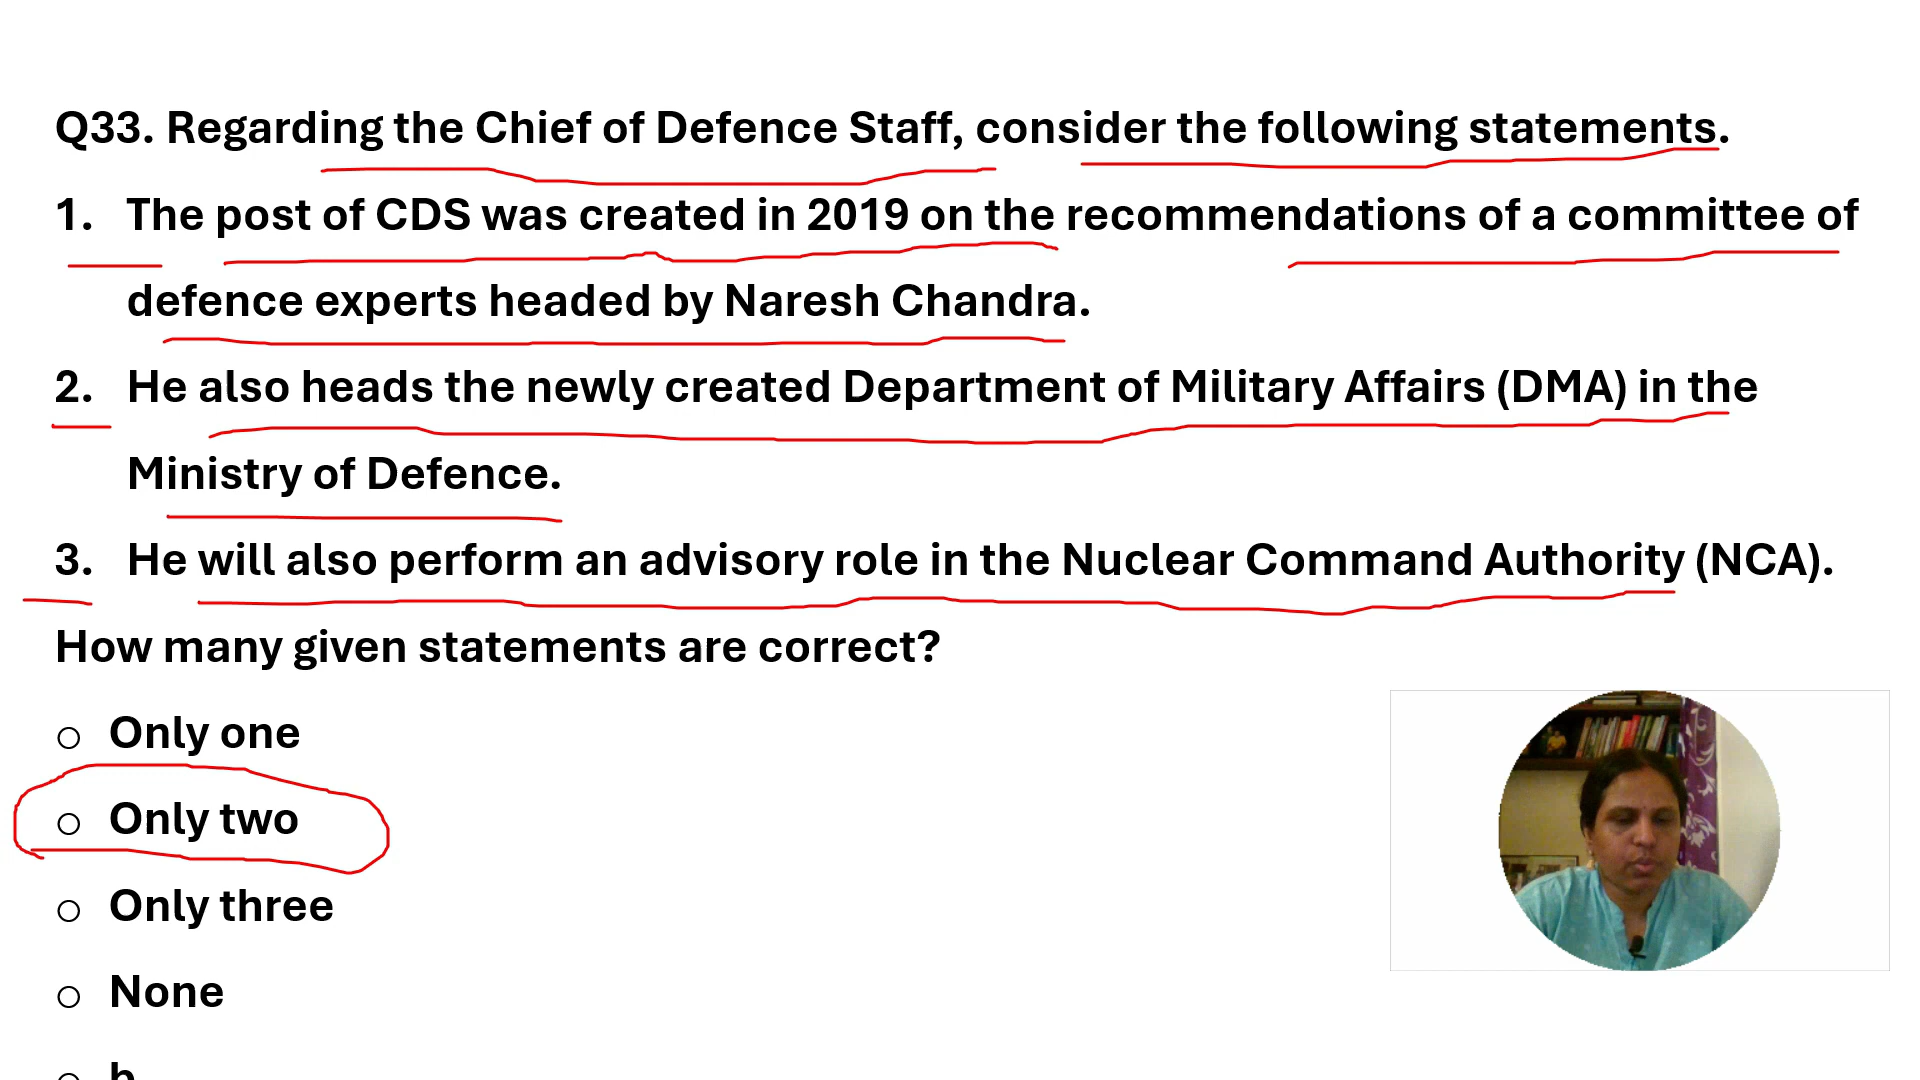 Q33. Regarding the Chief of Defence Staff, consider the following statements.
1. The post of CDS was created in 2019 on the recommendations of a committee of
defence experts headed by Naresh Chandra.
2. He also heads the newly created Department of Military Affairs (DMA) in the
Ministry of Defence.
3. He will also perform an advisory role in the Nuclear Command Authority (NCA).
How many given statements are correct?
o Only one
o Only two
o Only three
o None
o b